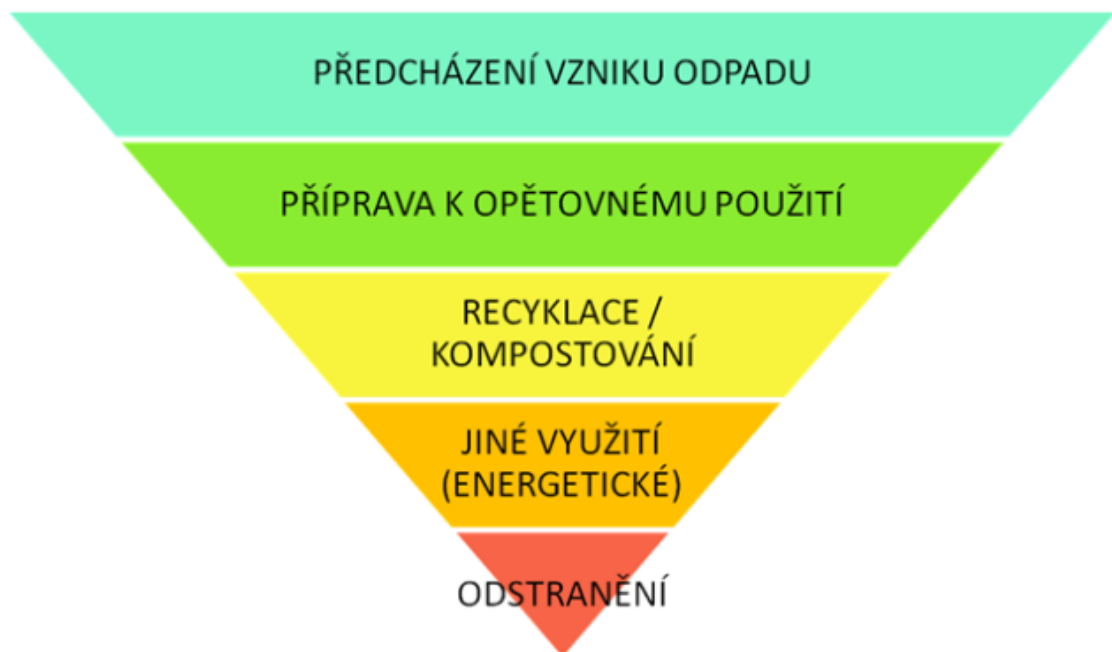 PŘEDCHÁZENÍ VZNIKU ODPADU
PŘÍPRAVA K OPĚTOVNÉMU POUŽITÍ
RECYKLACE /
KOMPOSTOVÁNÍ
JINÉ VYUŽITÍ
(ENERGETICKÉ)
ODSTRANĚNÍ